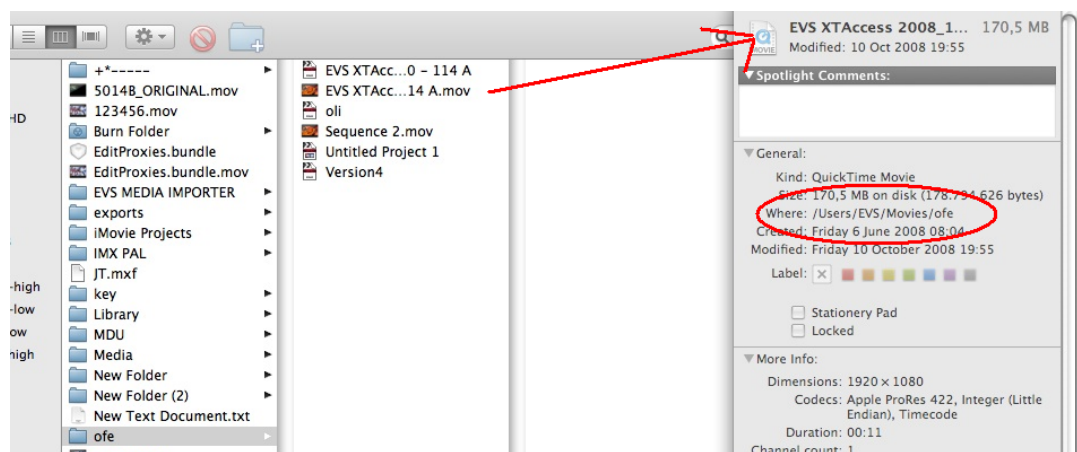 HD
-high
-low
ow
high
+*-----
5014B_ORIGINAL.mov
123456.mov
Burn Folder
EditProxies.bundle
EditProxies.bundle.mov
EVS MEDIA IMPORTER
exports
iMovie Projects
IMX PAL
JT.mxf
key
Library
MDU
Media
New Folder
New Folder (2)
New Text Document.txt
ofe
EVS XTAcc...0 – 114 A
EVS XTAcc...14 A.mov
oli
Sequence 2.mov
Untitled Project 1
Version4
EVS XTAccess 2008_1... 170,5 MB
Modified: 10 Oct 2008 19:55
MOVIE
Spotlight Comments:
General:
Kind: QuickTime Movie
Size: 170,5 MB on disk (178.794.626 bytes)
Where: /Users/EVS/Movies/ofe
Created: Friday 6 June 2008 08:04
Modified: Friday 10 October 2008 19:55
Label:
Stationery Pad
Locked
More Info:
Dimensions: 1920 × 1080
Codecs: Apple ProRes 422, Integer (Little
Endian), Timecode
Duration: 00:11
Channel count: 1